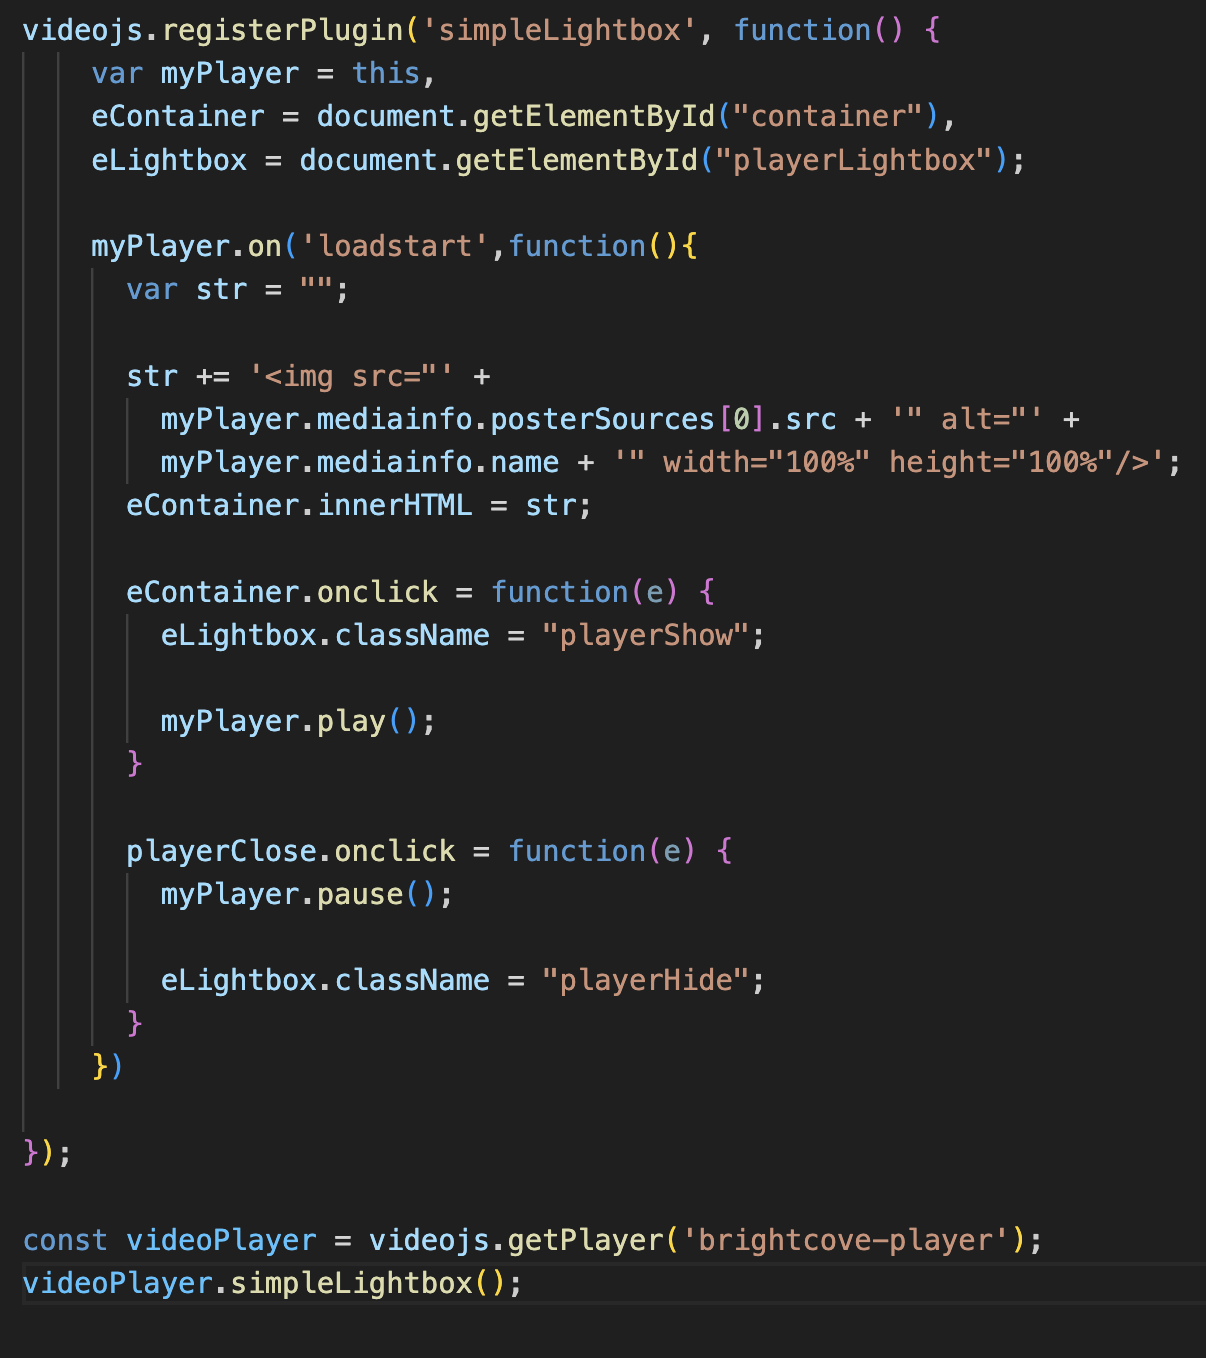 videojs.registerPlugin('simpleLightbox', function() {
    var myPlayer = this,
    eContainer = document.getElementById("container"),
    eLightbox = document.getElementById("playerLightbox");

    myPlayer.on('loadstart',function(){
      var str = "";

      str += '<img src="' +
        myPlayer.mediainfo.posterSources[0].src + '" alt="' +
        myPlayer.mediainfo.name + '" width="100%" height="100%"/>';
      eContainer.innerHTML = str;

      eContainer.onclick = function(e) {
        eLightbox.className = "playerShow";

        myPlayer.play();
      }

      playerClose.onclick = function(e) {
        myPlayer.pause();

        eLightbox.className = "playerHide";
      }
    })

});

const videoPlayer = videojs.getPlayer('brightcove-player');
videoPlayer.simpleLightbox();